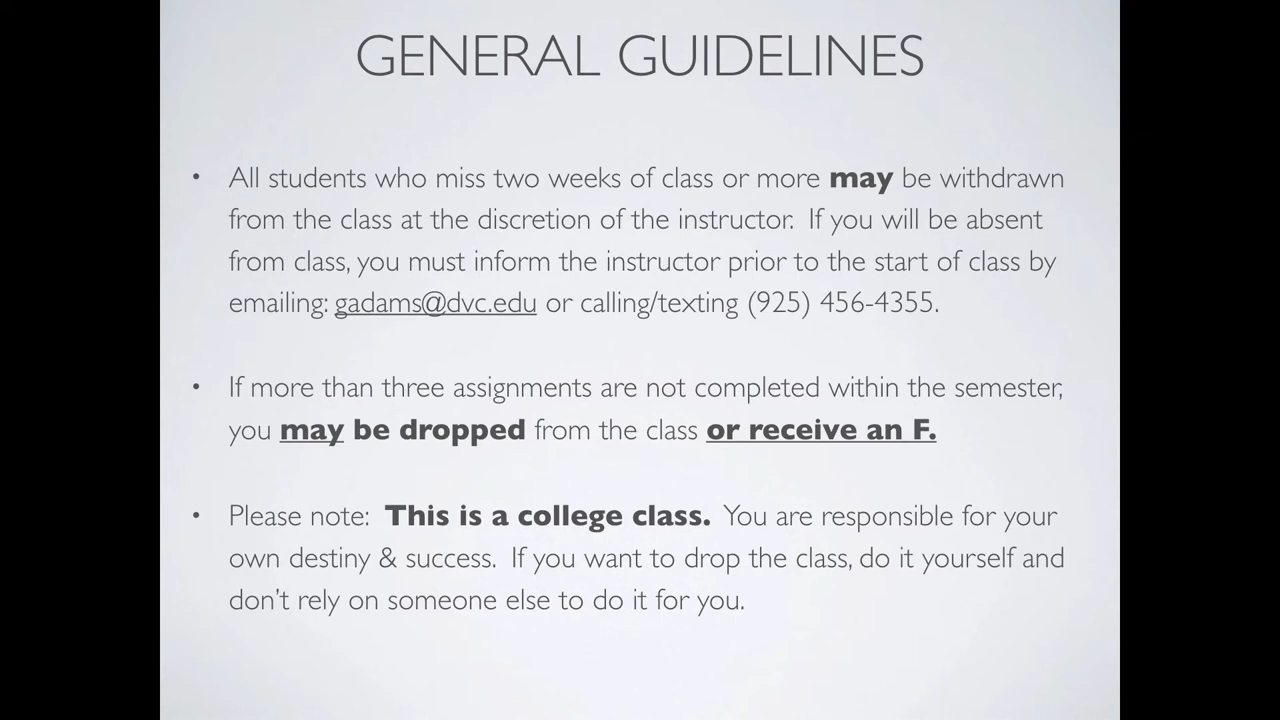 GENERAL GUIDELINES
• All students who miss two weeks of class or more may be withdrawn
from the class at the discretion of the instructor.  If you will be absent
from class, you must inform the instructor prior to the start of class by
emailing: gadams@dvc.edu or calling/texting (925) 456-4355.
• If more than three assignments are not completed within the semester,
you may be dropped from the class or receive an F.
• Please note:  This is a college class.  You are responsible for your
own destiny & success.  If you want to drop the class, do it yourself and
don't rely on someone else to do it for you.